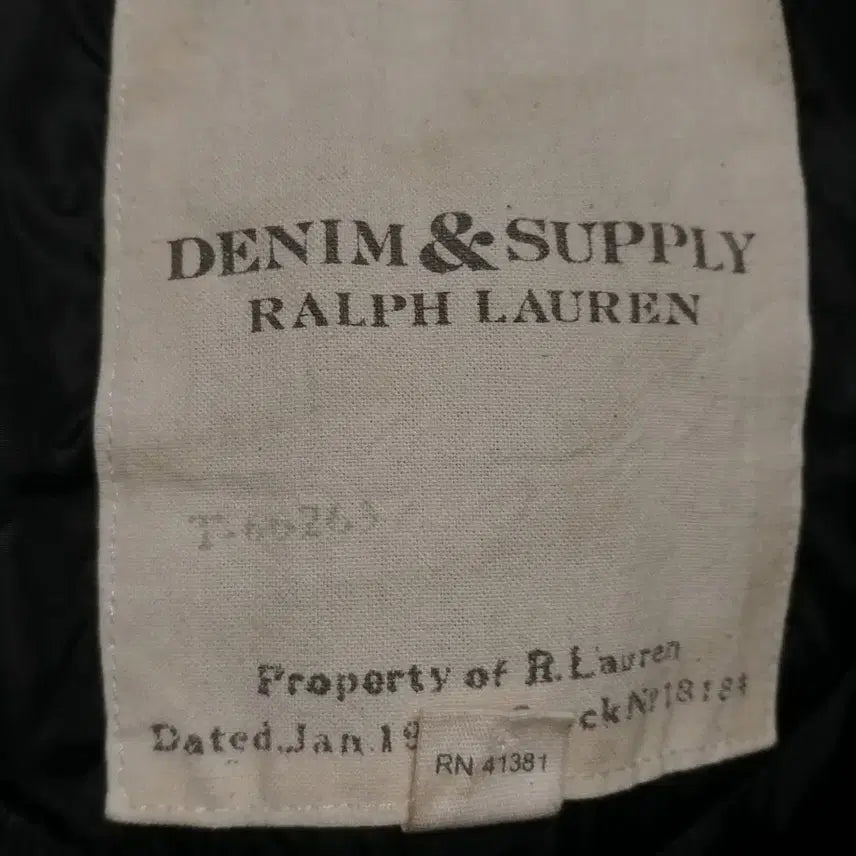 DENIM & SUPPLY
RALPH LAUREN
Property of R.Lauren
Dated.Jan.19
RN 41381